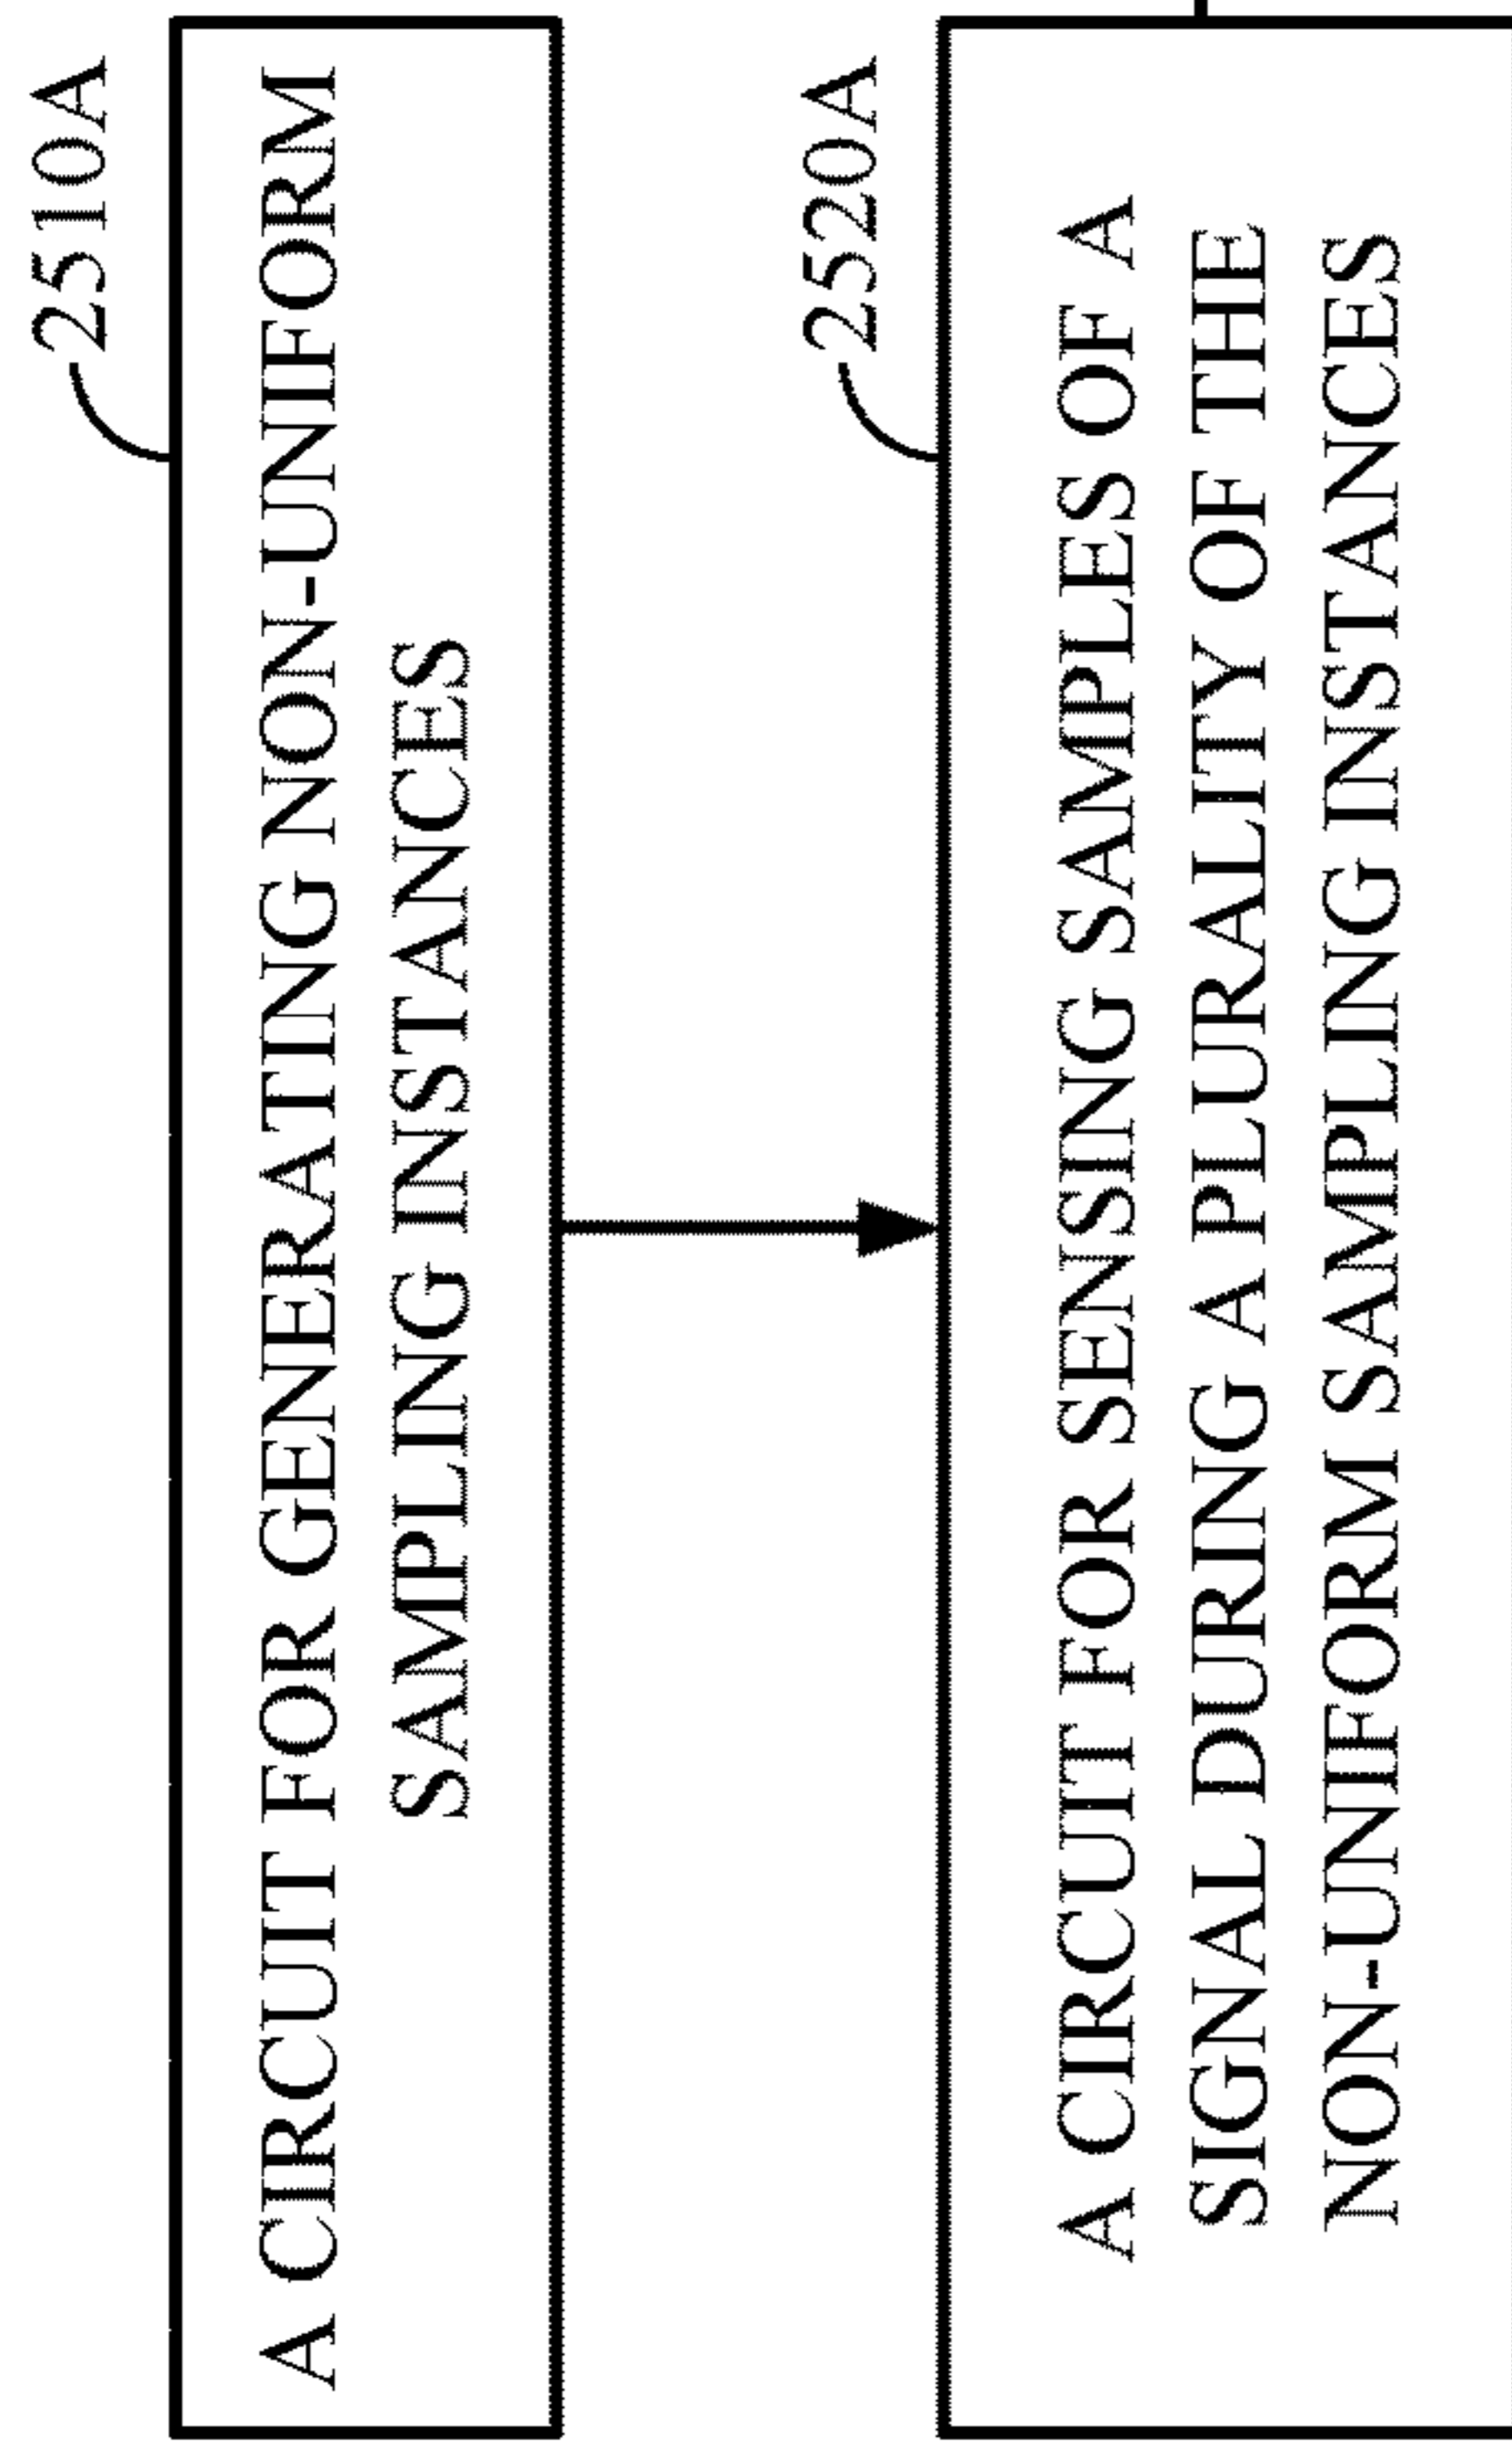 2510A
A CIRCUIT FOR GENERATING NON-UNIFORM
SAMPLING INSTANCES
2520A
A CIRCUIT FOR SENSING SAMPLES OF A
SIGNAL DURING A PLURALITY OF THE
NON-UNIFORM SAMPLING INSTANCES